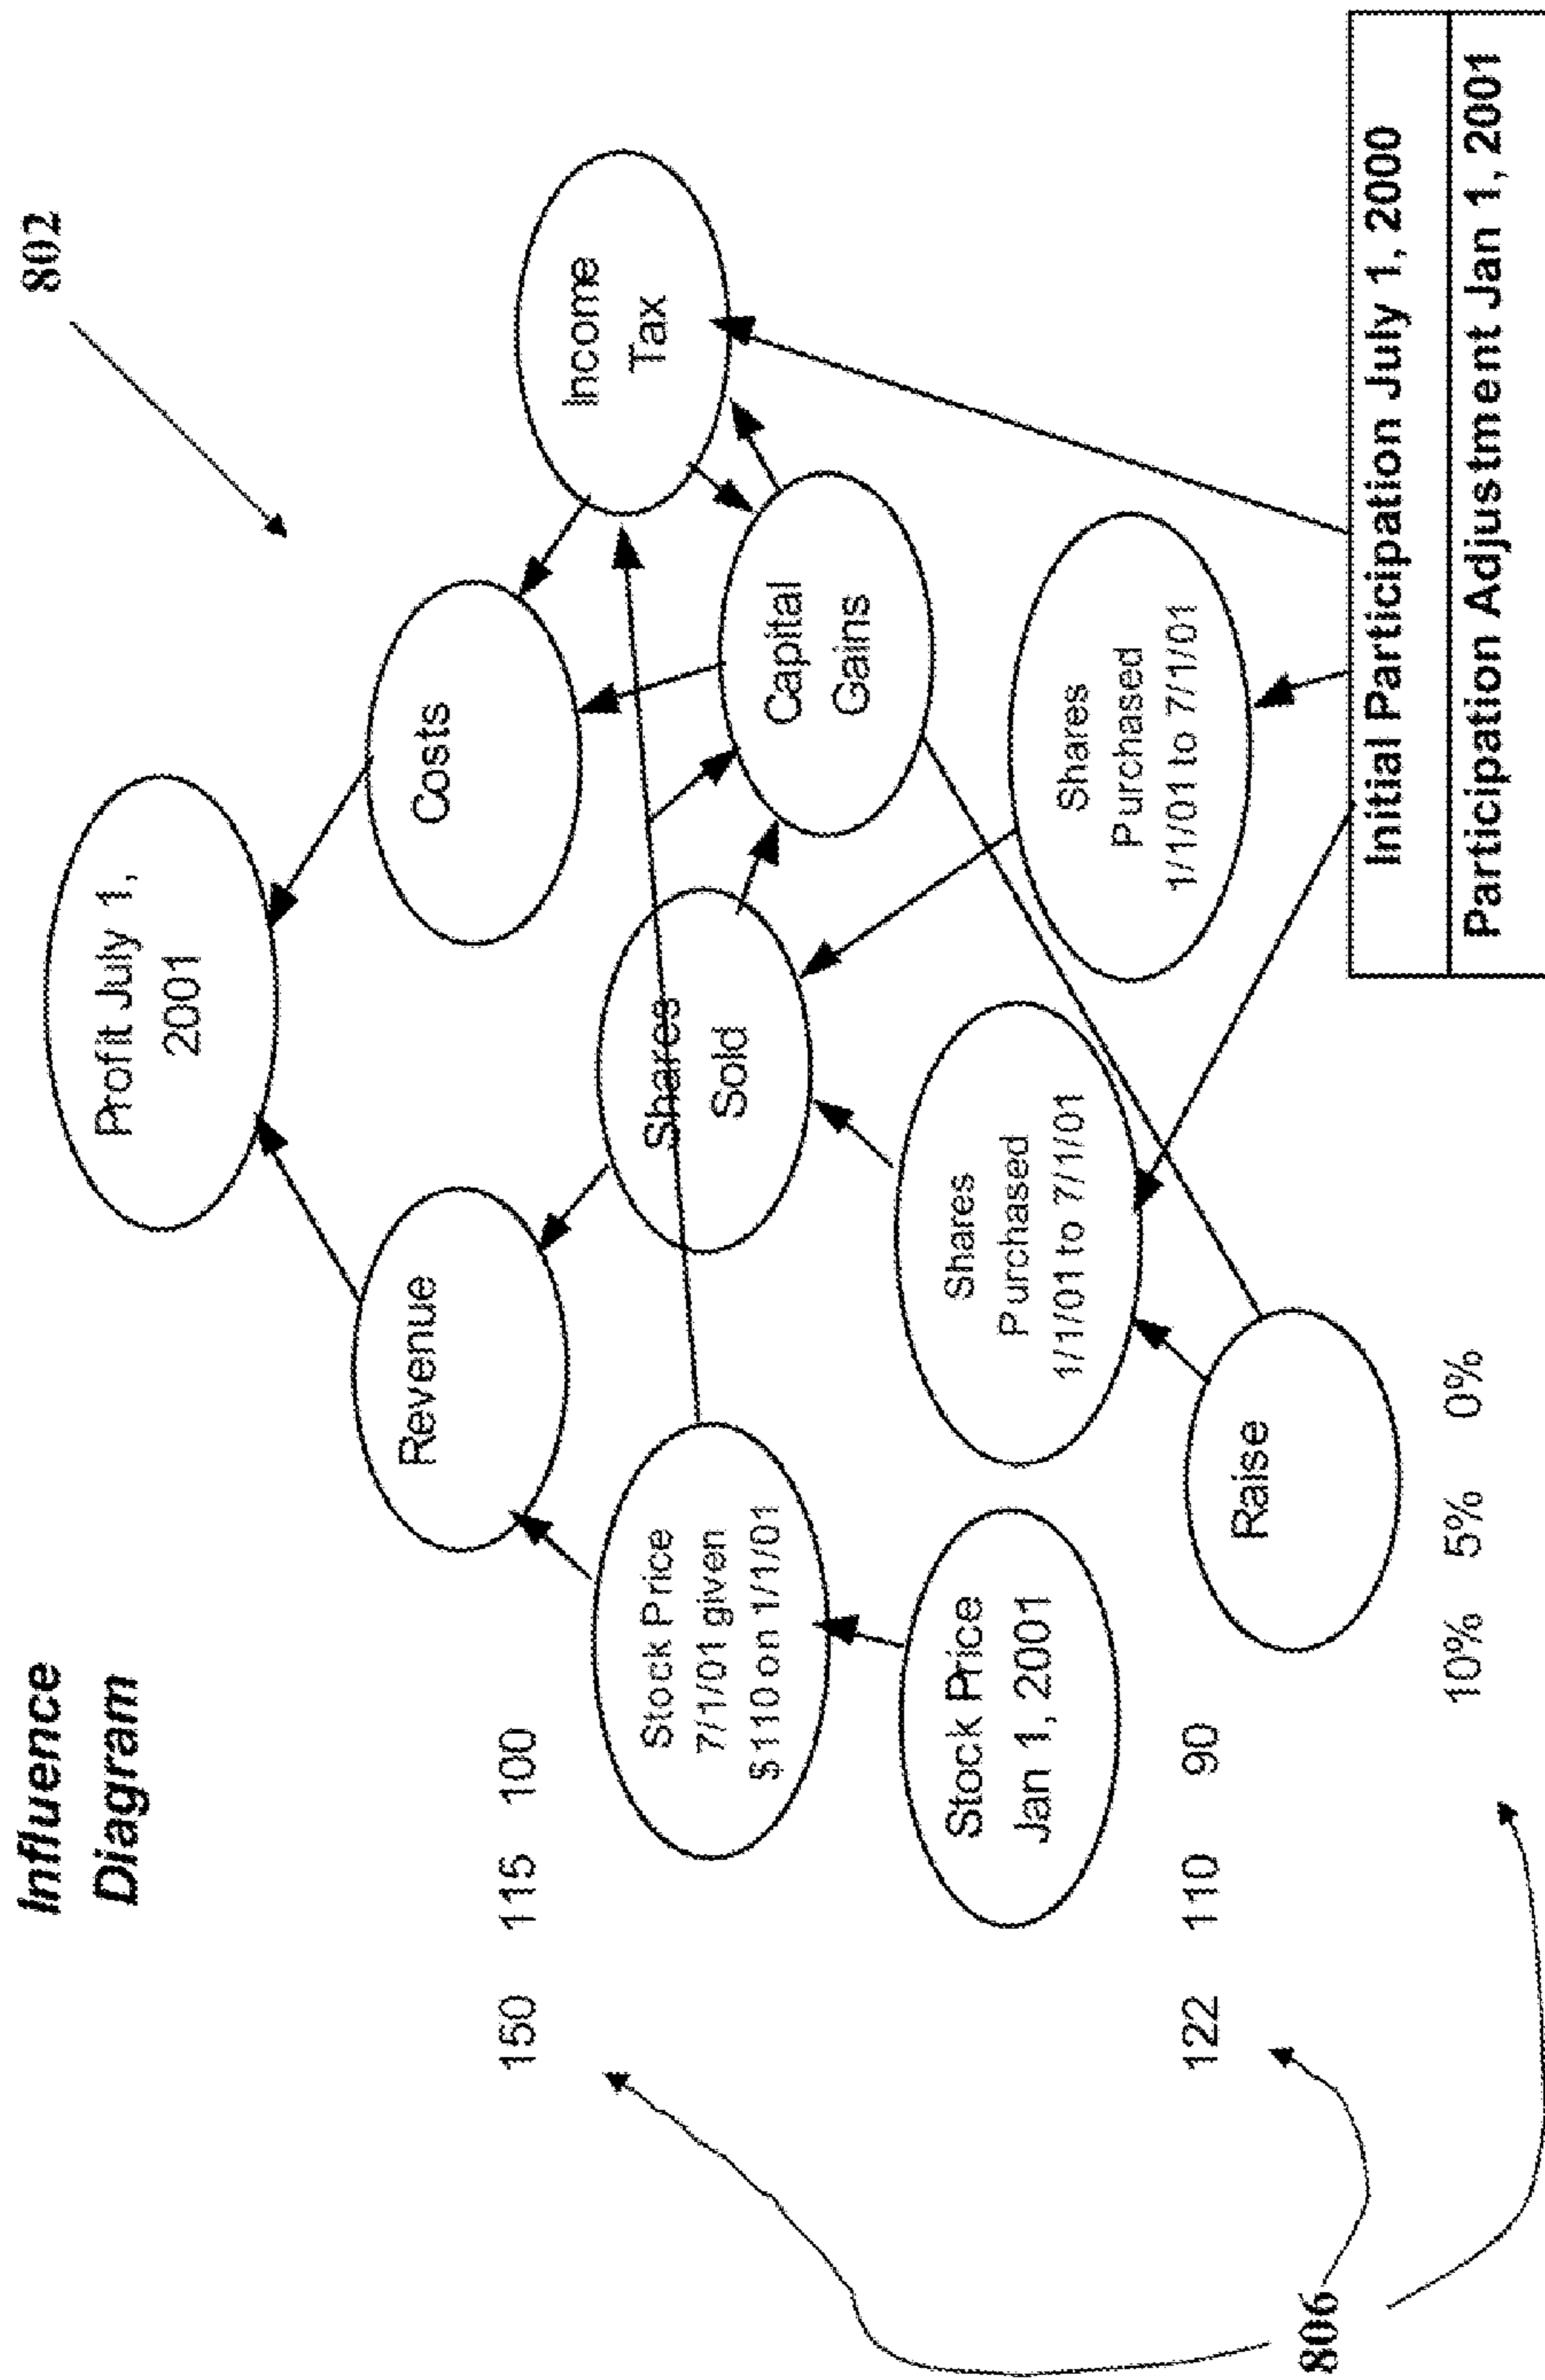 Influence
Diagram
802
Profit July 1,
2001
Revenue
Costs
150 115 100
Stock Price
7/1/01 given
$110 on 1/1/01
Shares
Sold
Income
Tax
Capital
Gains
Stock Price
Jan 1, 2001
Shares
Purchased
1/1/01 to 7/1/01
Shares
Purchased
1/1/01 to 7/1/01
122 110 90
Raise
10% 5% 0%
Initial Participation July 1, 2000
Participation Adjustment Jan 1, 2001
806